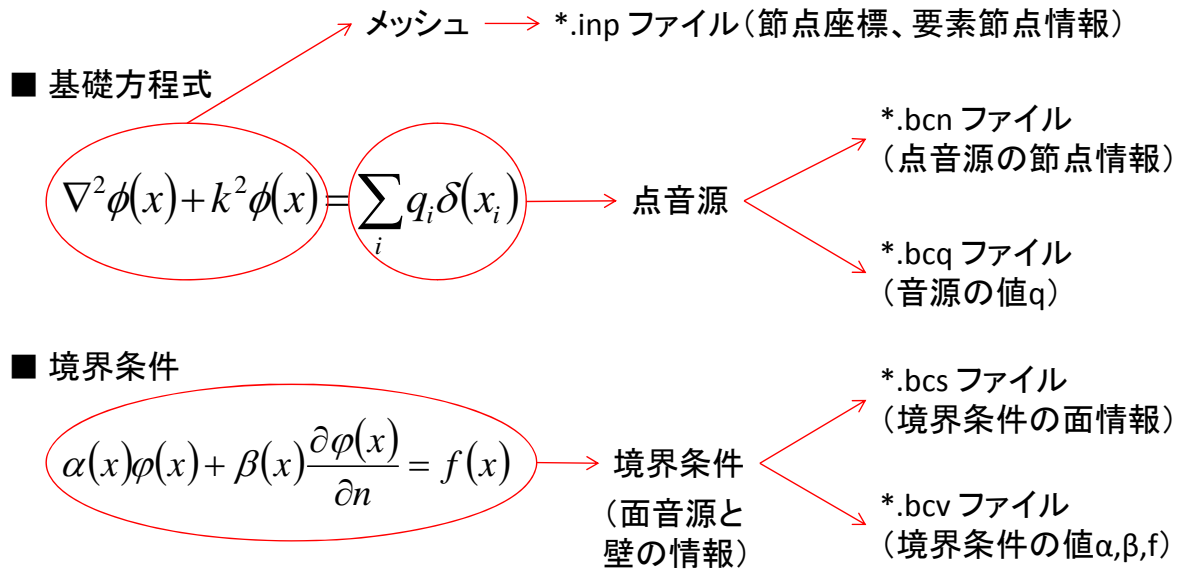 メッシュ → *.inp ファイル（節点座標、要素節点情報）
■ 基礎方程式
∇²ϕ(x)+k²ϕ(x)=∑_i q_i δ(x_i)
点音源
*.bcn ファイル
（点音源の節点情報）
*.bcq ファイル
（音源の値q）
■ 境界条件
α(x)φ(x)+β(x)∂φ(x)/∂n=f(x)
境界条件
（面音源と
壁の情報）
*.bcs ファイル
（境界条件の面情報）
*.bcv ファイル
（境界条件の値α,β,f）